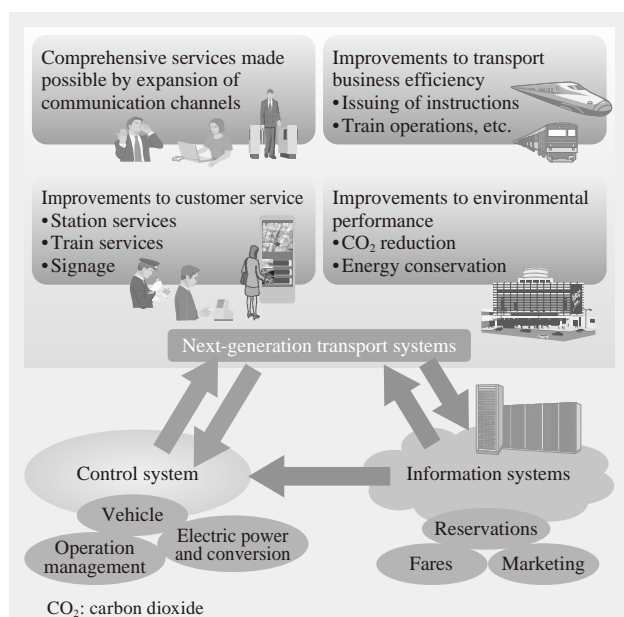 Comprehensive services made
possible by expansion of
communication channels
Improvements to transport
business efficiency
•Issuing of instructions
•Train operations, etc.
Improvements to customer service
•Station services
•Train services
•Signage
Improvements to environmental
performance
•CO₂ reduction
•Energy conservation
Next-generation transport systems
Control system
Vehicle
Operation
management
Electric power
and conversion
Information systems
Reservations
Fares
Marketing
CO₂: carbon dioxide